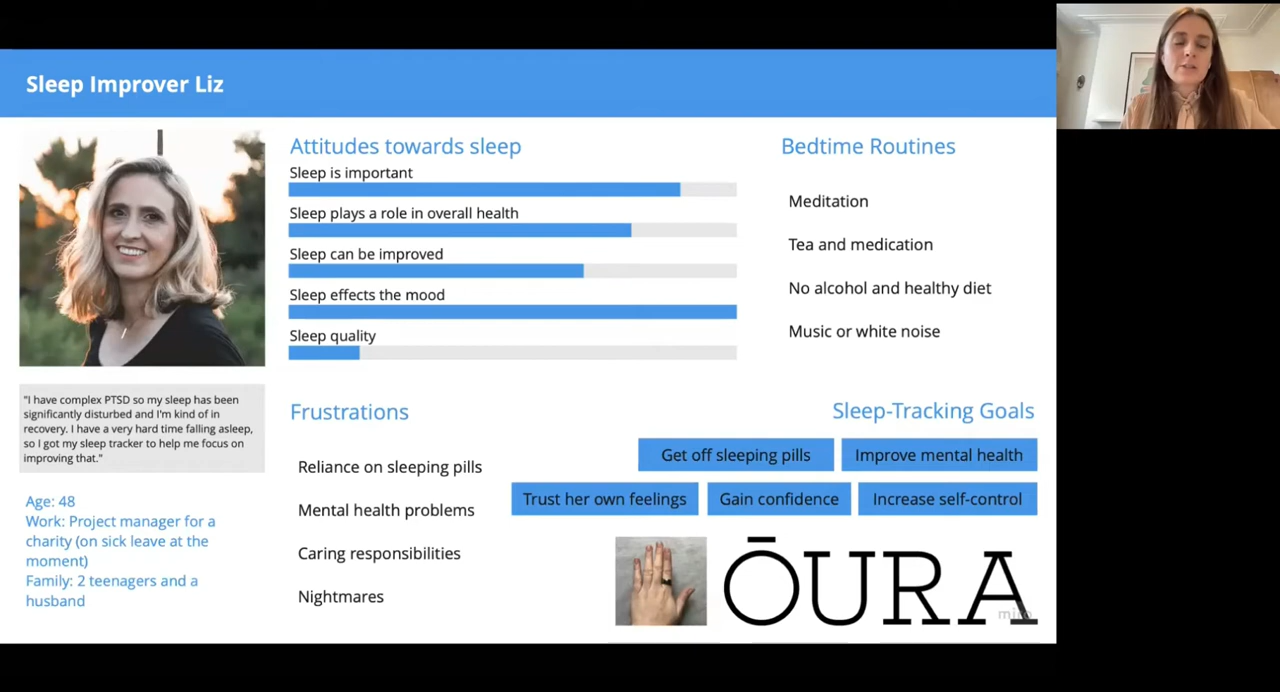 Sleep Improver Liz
Attitudes towards sleep
Sleep is important
Sleep plays a role in overall health
Sleep can be improved
Sleep effects the mood
Sleep quality
Bedtime Routines
Meditation
Tea and medication
No alcohol and healthy diet
Music or white noise
"I have complex PTSD so my sleep has been
significantly disturbed and I'm kind of in
recovery. I have a very hard time falling asleep,
so I got my sleep tracker to help me focus on
improving that."
Age: 48
Work: Project manager for a
charity (on sick leave at the
moment)
Family: 2 teenagers and a
husband
Frustrations
Reliance on sleeping pills
Mental health problems
Caring responsibilities
Nightmares
Sleep-Tracking Goals
Get off sleeping pills
Improve mental health
Trust her own feelings
Gain confidence
Increase self-control
ŌURA
miro